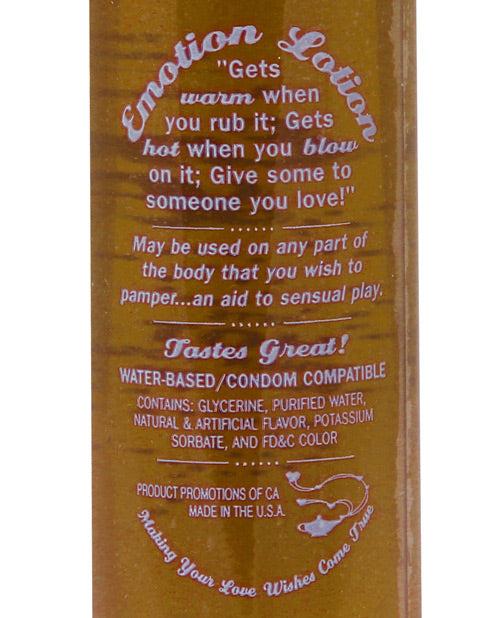 Emotion Lotion
"Gets
warm when
you rub it; Gets
hot when you blow
on it; Give some to
someone you love!"
May be used on any part of
the body that you wish to
pamper...an aid to sensual play.
Tastes Great!
WATER-BASED/CONDOM COMPATIBLE
CONTAINS: GLYCERINE, PURIFIED WATER,
NATURAL & ARTIFICIAL FLAVOR, POTASSIUM
SORBATE, AND FD&C COLOR
PRODUCT PROMOTIONS OF CA
MADE IN THE U.S.A.
Making Your Love Wishes Come True